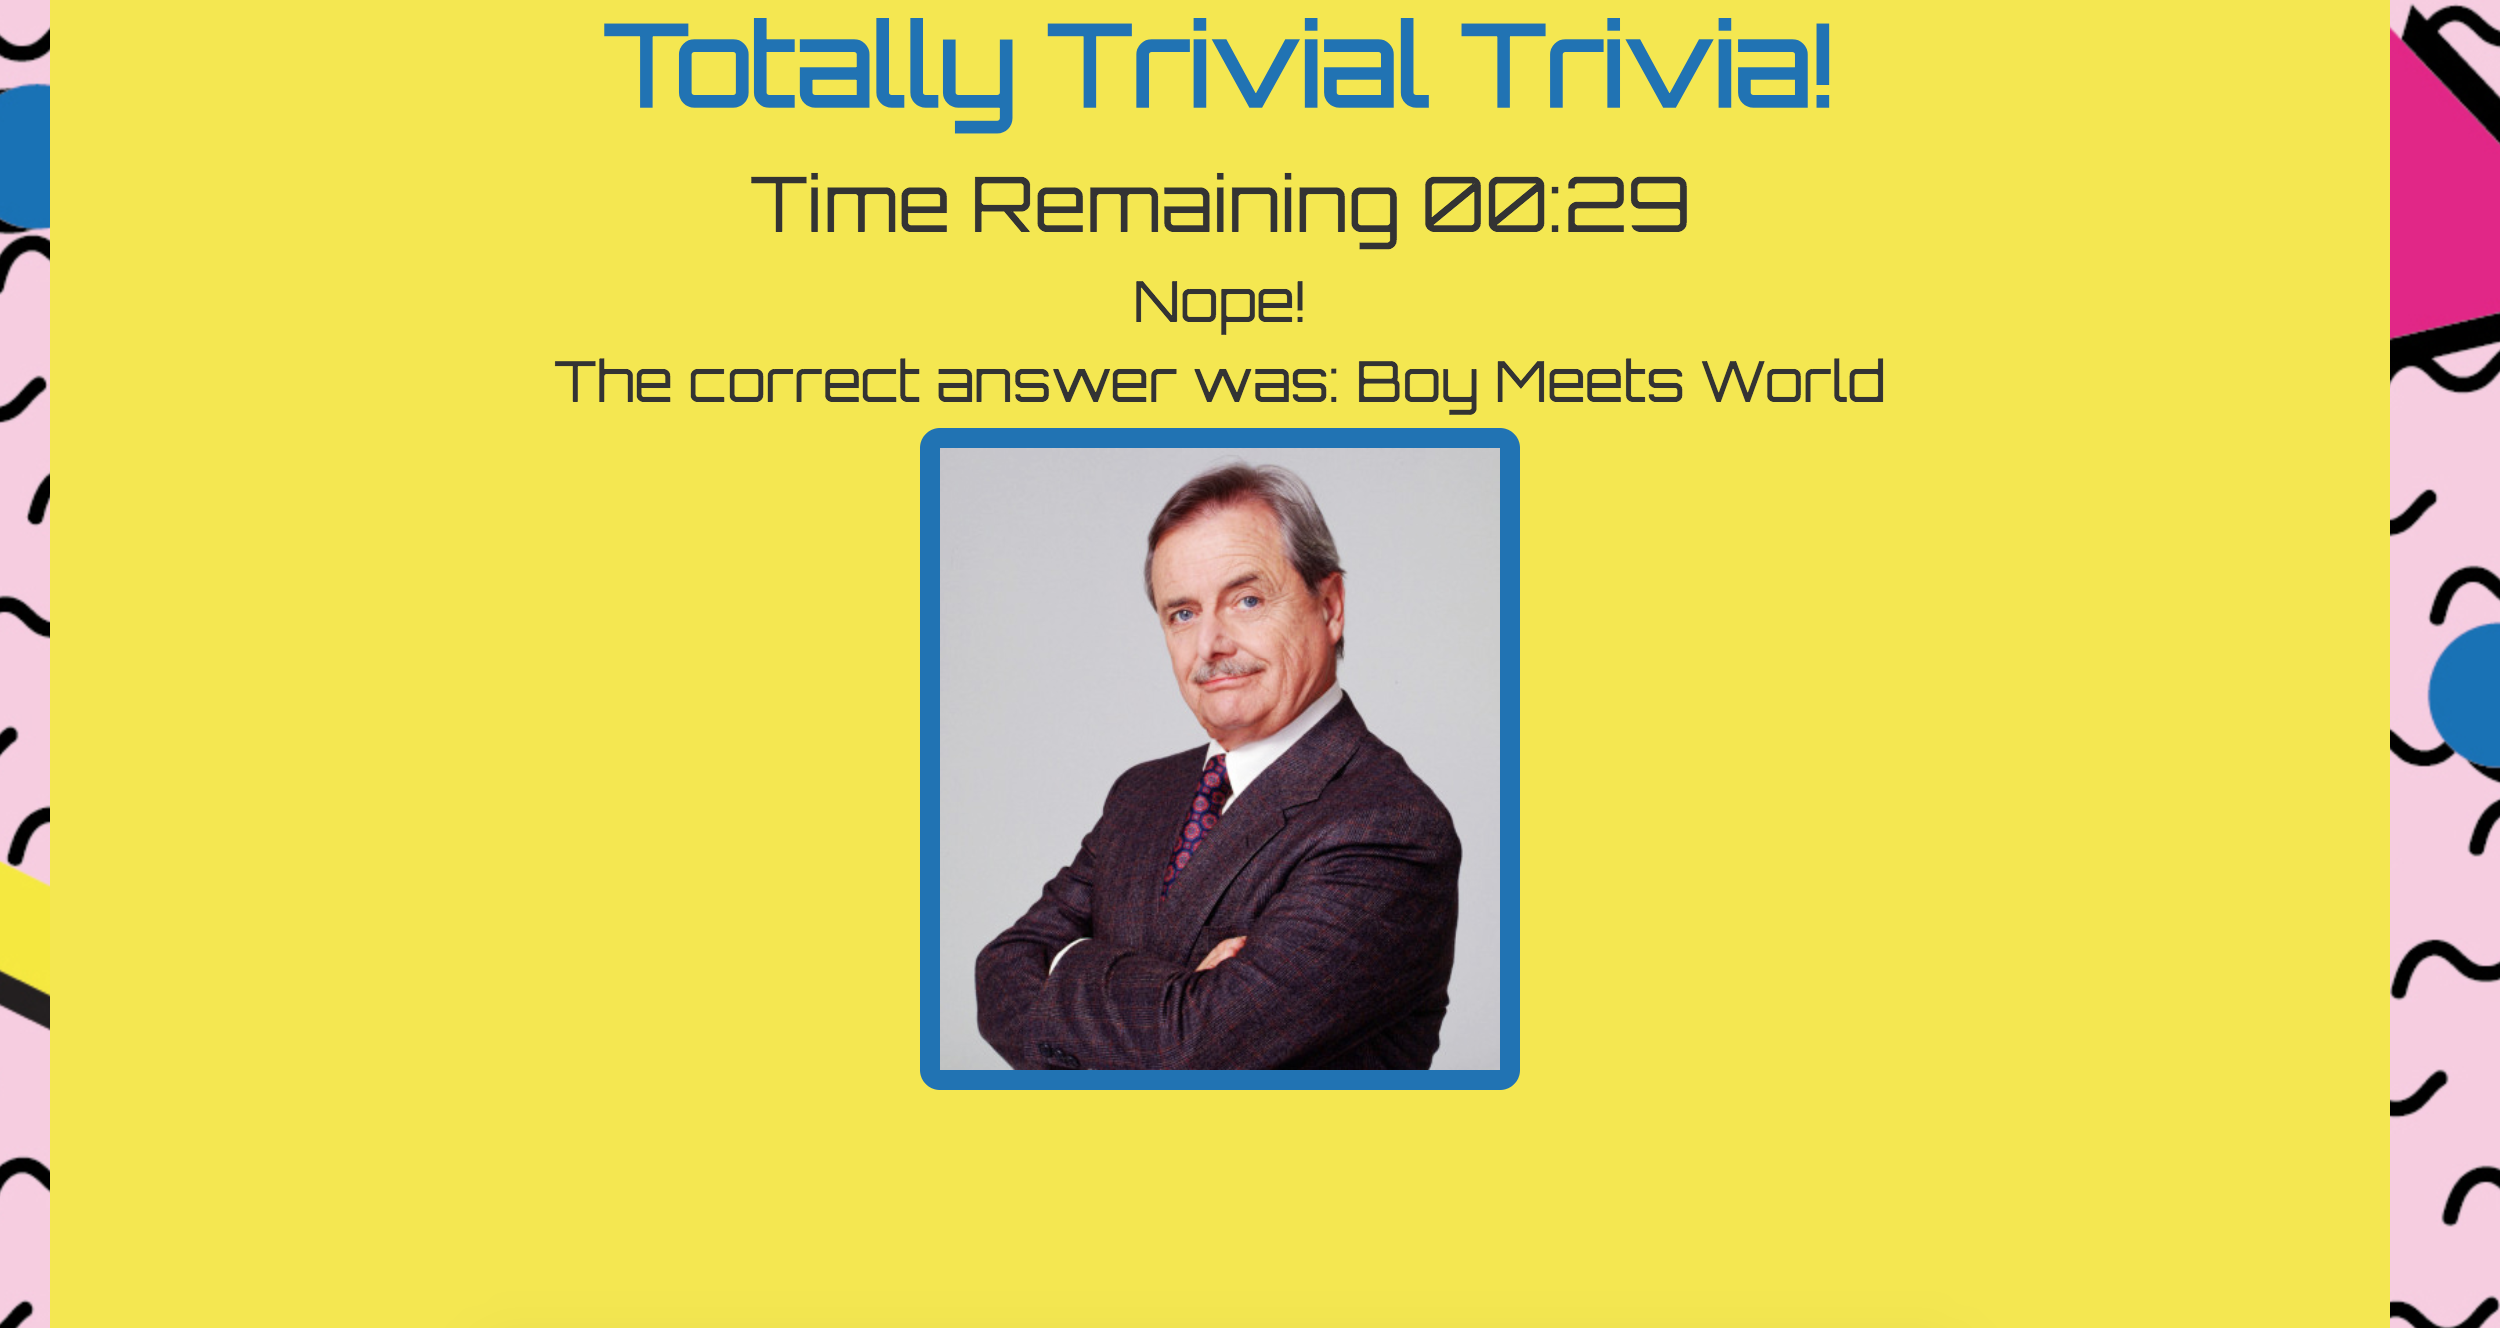 Totally Trivial Trivia!
Time Remaining 00:29
Nope!
The correct answer was: Boy Meets World